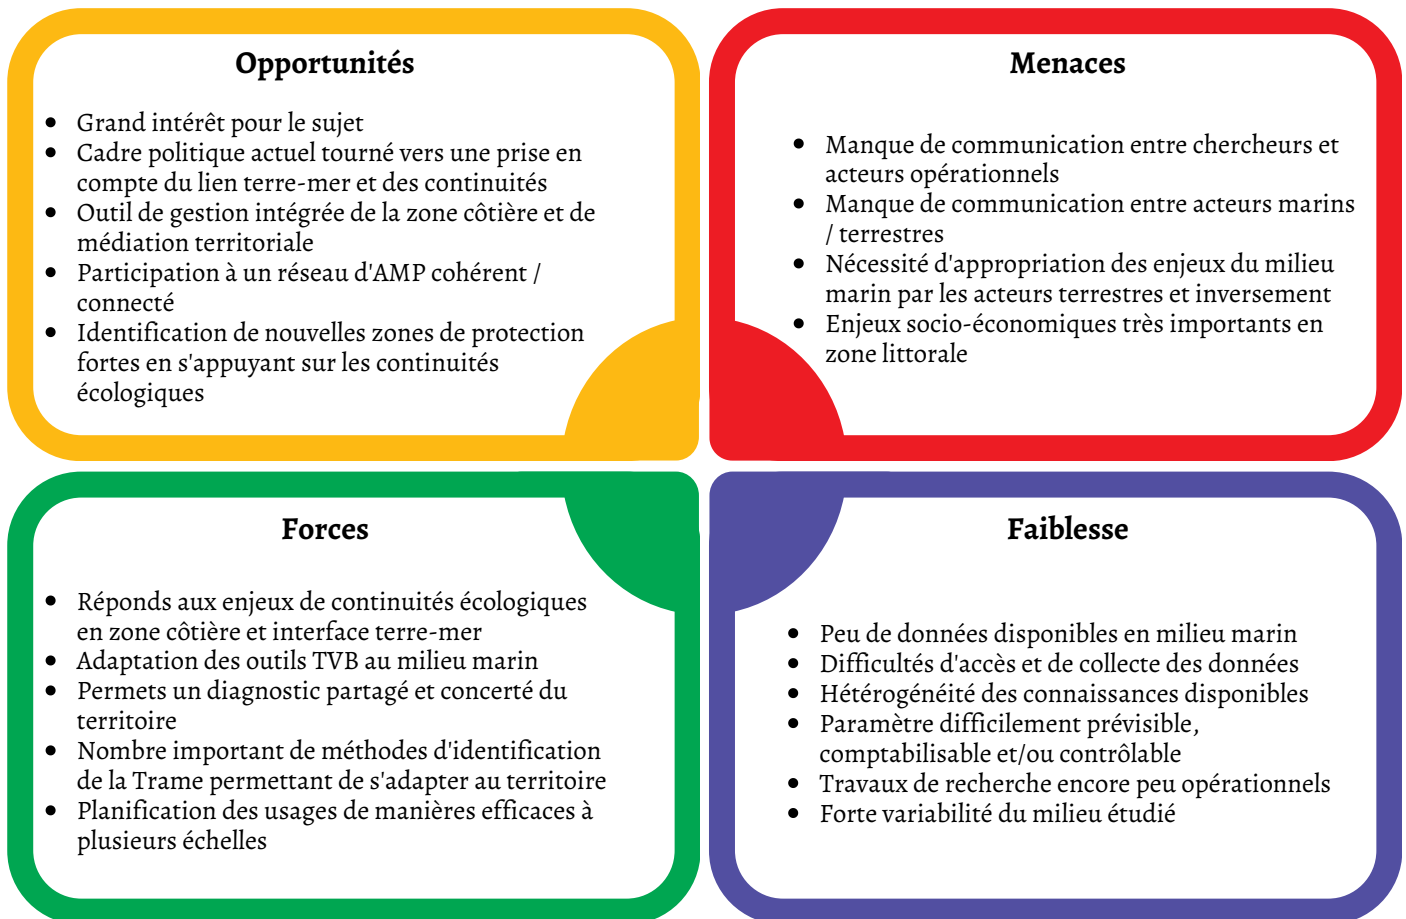 Opportunités
Grand intérêt pour le sujet
Cadre politique actuel tourné vers une prise en
compte du lien terre-mer et des continuités
Outil de gestion intégrée de la zone côtière et de
médiation territoriale
Participation à un réseau d'AMP cohérent /
connecté
Identification de nouvelles zones de protection
fortes en s'appuyant sur les continuités
écologiques
Menaces
Manque de communication entre chercheurs et
acteurs opérationnels
Manque de communication entre acteurs marins
/ terrestres
Nécessité d'appropriation des enjeux du milieu
marin par les acteurs terrestres et inversement
Enjeux socio-économiques très importants en
zone littorale
Forces
Réponds aux enjeux de continuités écologiques
en zone côtière et interface terre-mer
Adaptation des outils TVB au milieu marin
Permets un diagnostic partagé et concerté du
territoire
Nombre important de méthodes d'identification
de la Trame permettant de s'adapter au territoire
Planification des usages de manières efficaces à
plusieurs échelles
Faiblesse
Peu de données disponibles en milieu marin
Difficultés d'accès et de collecte des données
Hétérogénéité des connaissances disponibles
Paramètre difficilement prévisible,
comptabilisable et/ou contrôlable
Travaux de recherche encore peu opérationnels
Forte variabilité du milieu étudié